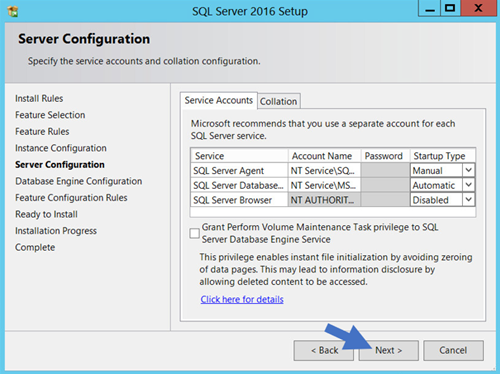 SQL Server 2016 Setup
Server Configuration
Specify the service accounts and collation configuration.
Install Rules
Feature Selection
Feature Rules
Instance Configuration
Server Configuration
Database Engine Configuration
Feature Configuration Rules
Ready to Install
Installation Progress
Complete
Service Accounts Collation
Microsoft recommends that you use a separate account for each
SQL Server service.
Service Account Name Password Startup Type
SQL Server Agent NT Service\SQ... Manual
SQL Server Database... NT Service\MS... Automatic
SQL Server Browser NT AUTHORIT... Disabled
Grant Perform Volume Maintenance Task privilege to SQL
Server Database Engine Service
This privilege enables instant file initialization by avoiding zeroing
of data pages. This may lead to information disclosure by
allowing deleted content to be accessed.
Click here for details
< Back Next > Cancel